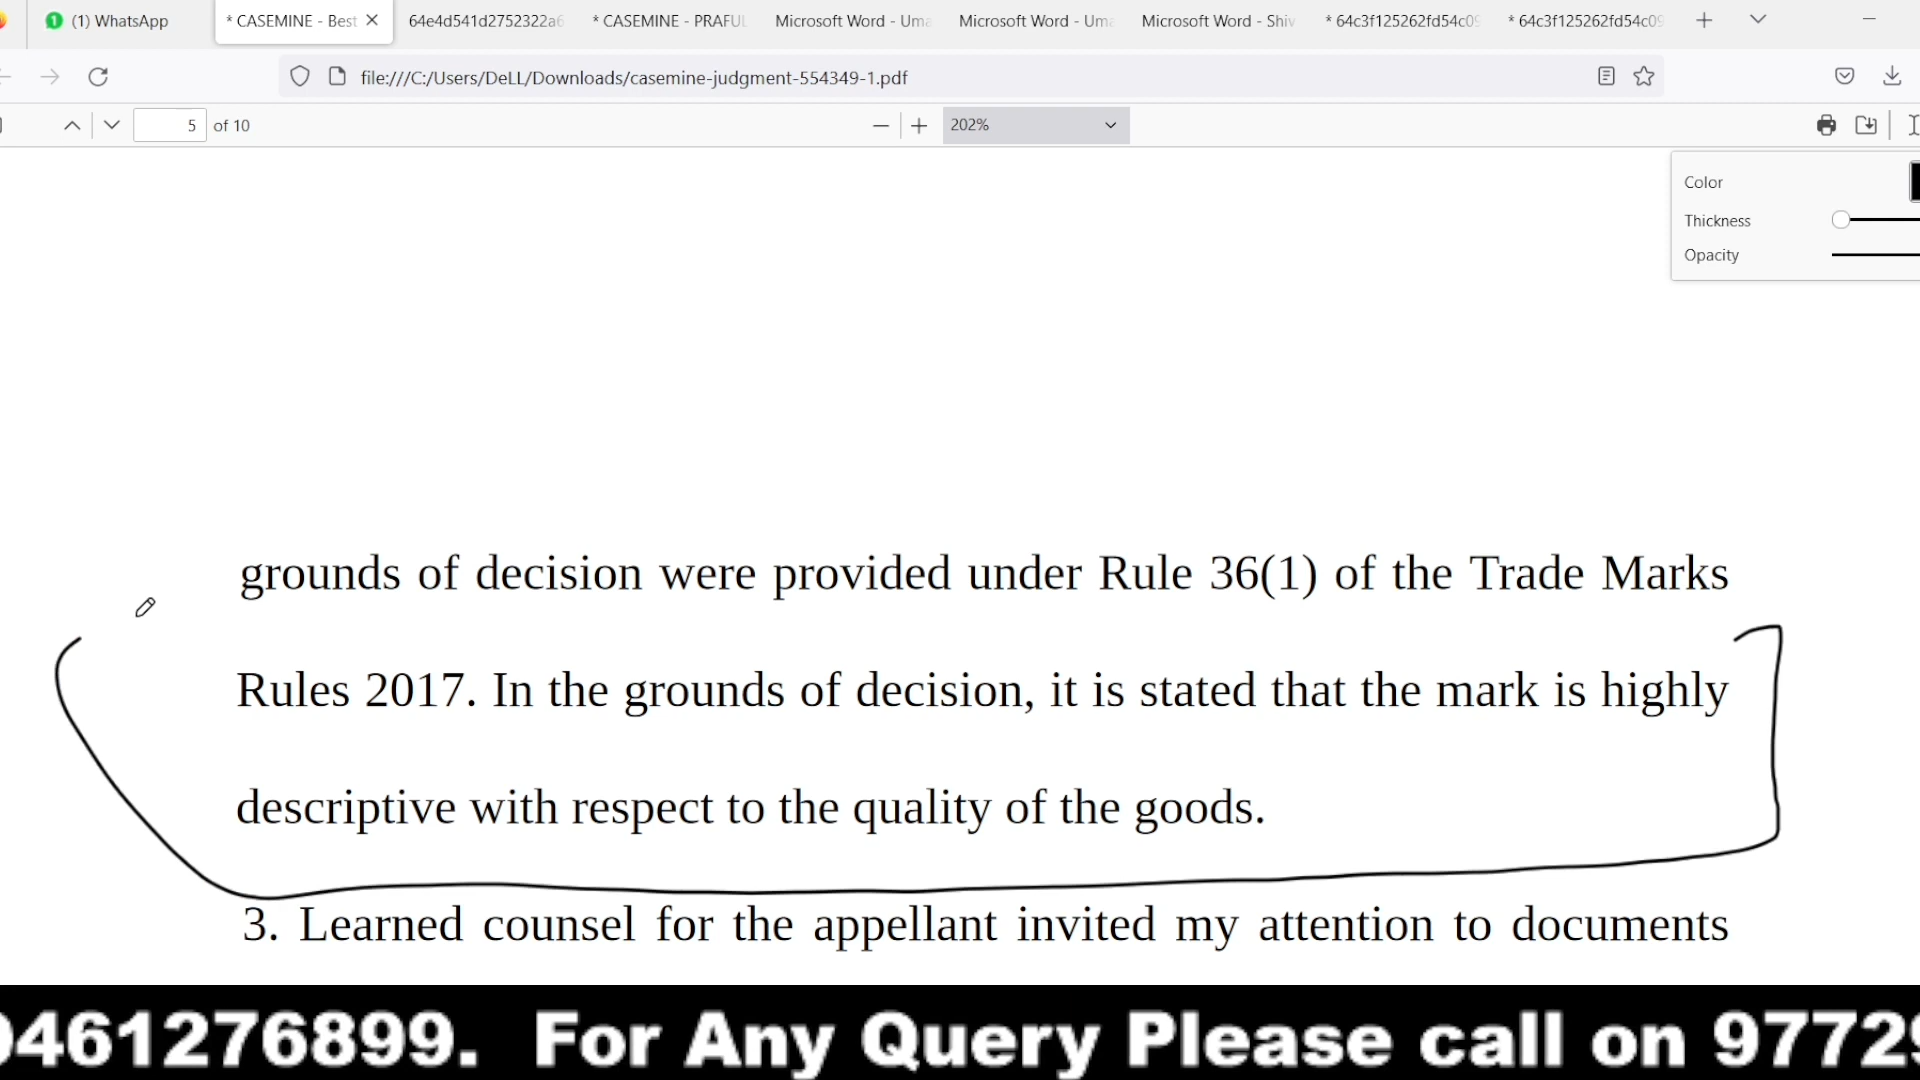 (1) WhatsApp
* CASEMINE - Best
64e4d541d2752322a6
* CASEMINE - PRAFUL
Microsoft Word - Uma
Microsoft Word - Uma
Microsoft Word - Shiv
* 64c3f125262fd54c09
* 64c3f125262fd54c09
file:///C:/Users/DeLL/Downloads/casemine-judgment-554349-1.pdf
5 of 10
202%
Color
Thickness
Opacity
grounds of decision were provided under Rule 36(1) of the Trade Marks
Rules 2017. In the grounds of decision, it is stated that the mark is highly
descriptive with respect to the quality of the goods.
3. Learned counsel for the appellant invited my attention to documents
9461276899. For Any Query Please call on 97729